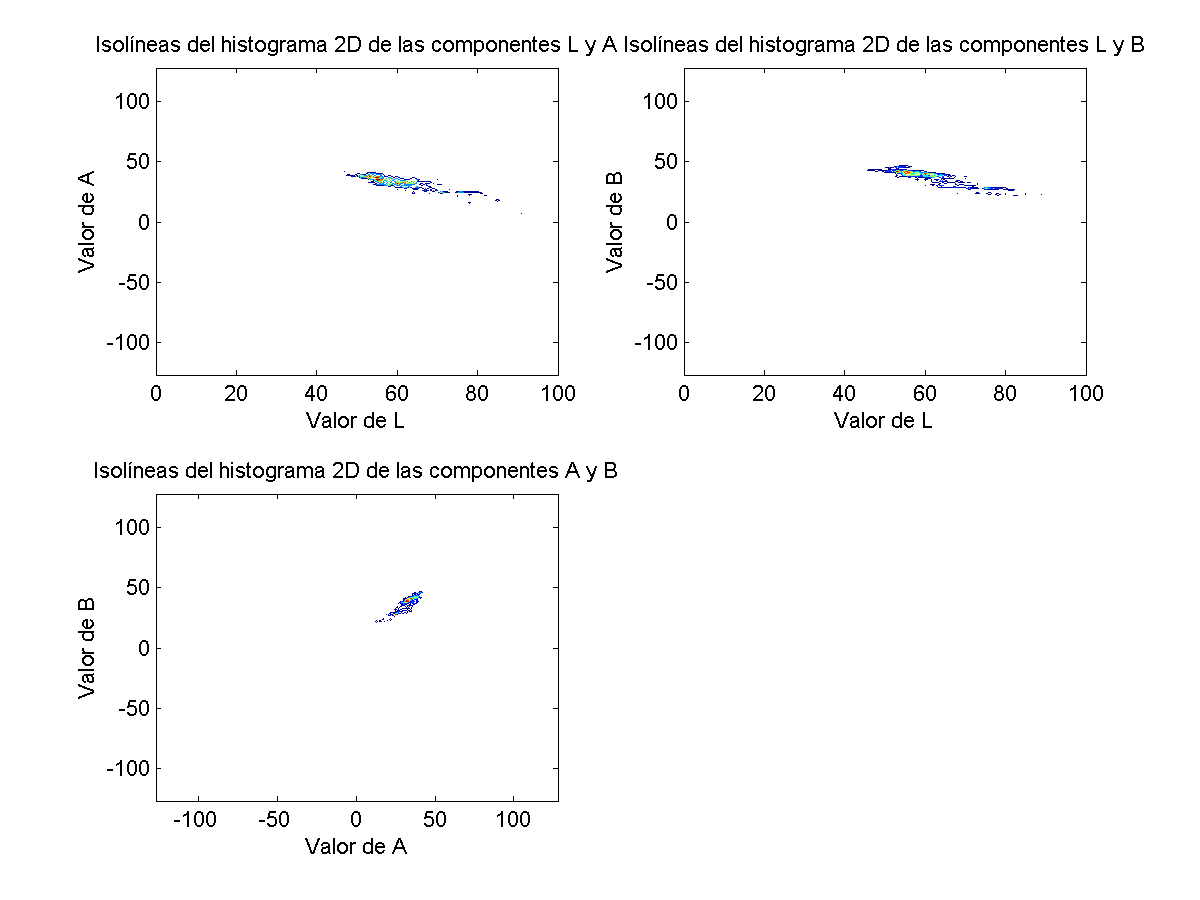 Isolíneas del histograma 2D de las componentes L y A
Isolíneas del histograma 2D de las componentes L y B
100
50
0
-50
-100
Valor de A
0 20 40 60 80 100
Valor de L
100
50
0
-50
-100
Valor de B
0 20 40 60 80 100
Valor de L
Isolíneas del histograma 2D de las componentes A y B
100
50
0
-50
-100
Valor de B
-100 -50 0 50 100
Valor de A